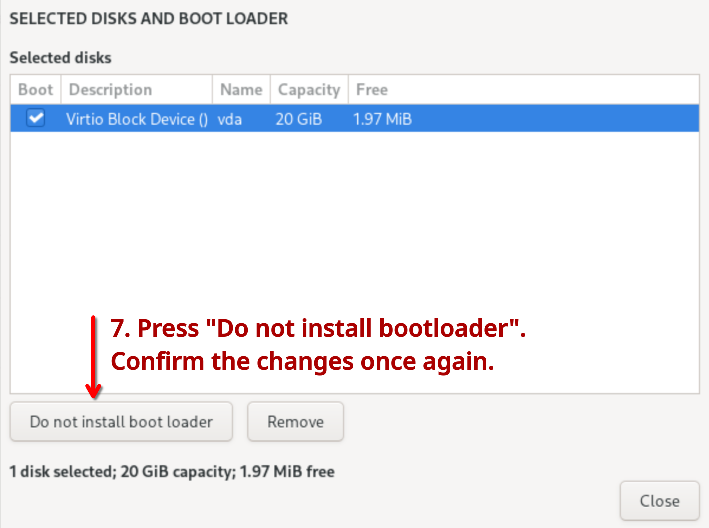 SELECTED DISKS AND BOOT LOADER
Selected disks
Boot Description Name Capacity Free
Virtio Block Device () vda 20 GiB 1.97 MiB
7. Press "Do not install bootloader".
Confirm the changes once again.
Do not install boot loader Remove
1 disk selected; 20 GiB capacity; 1.97 MiB free
Close